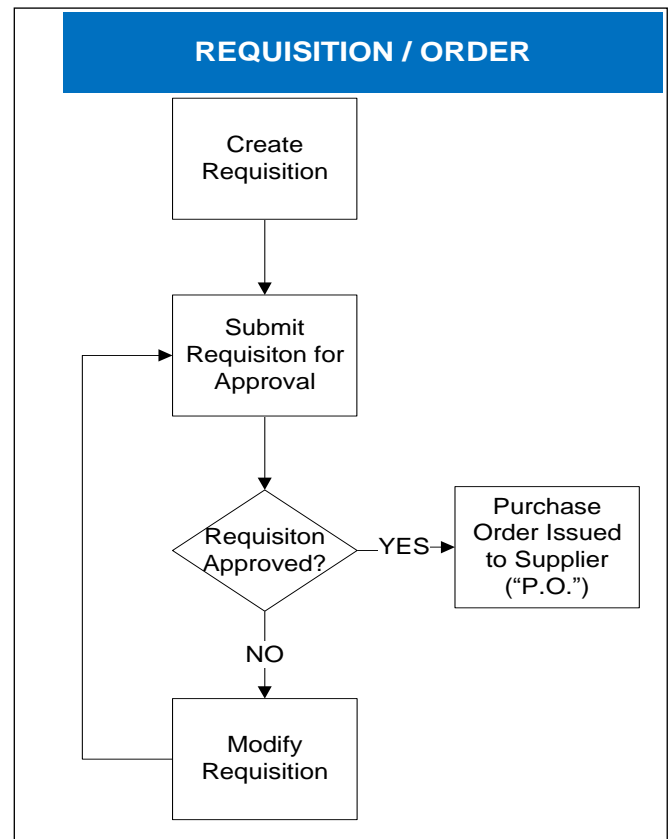 REQUISITION / ORDER
Create
Requisition
Submit
Requisiton for
Approval
Requisiton
Approved?
YES
Purchase
Order Issued
to Supplier
(“P.O.”)
NO
Modify
Requisition